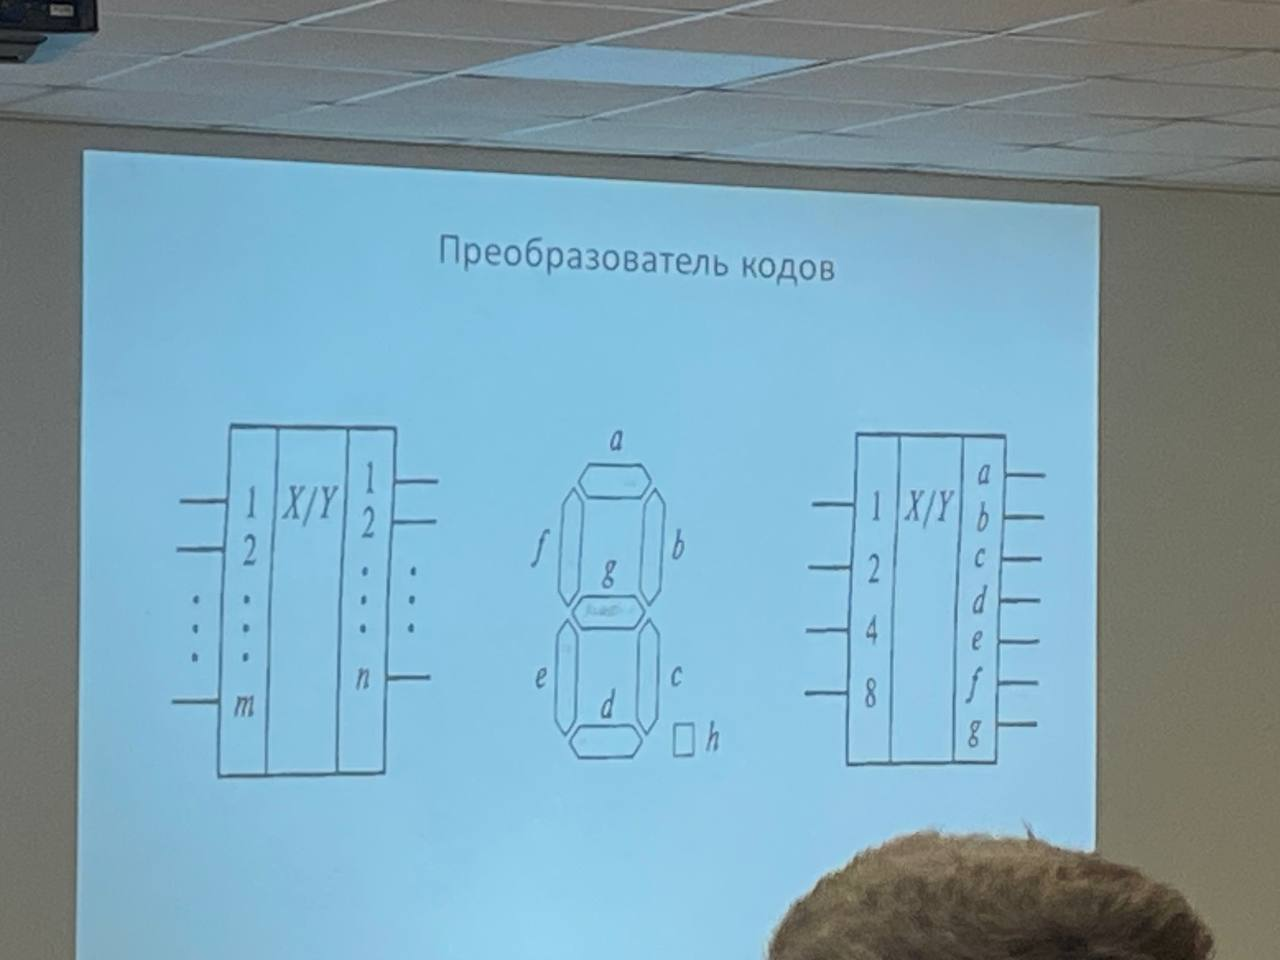 Преобразователь кодов
1 X/Y 1
2 2
m n
a
f b
g
e c
d
h
1 X/Y a
b
2 c
d
4 e
8 f
g